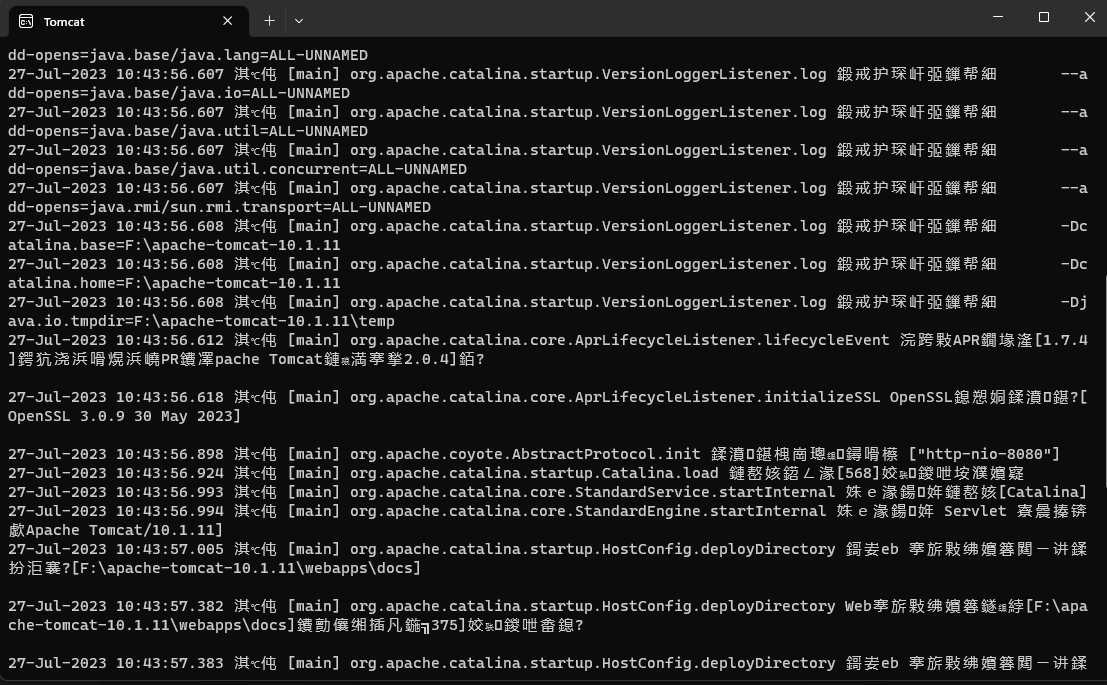 Tomcat
dd-opens=java.base/java.lang=ALL-UNNAMED
27-Jul-2023 10:43:56.607 淇℃伅 [main] org.apache.catalina.startup.VersionLoggerListener.log 鍛戒护琛屽弬鏁帮細 --a
dd-opens=java.base/java.io=ALL-UNNAMED
27-Jul-2023 10:43:56.607 淇℃伅 [main] org.apache.catalina.startup.VersionLoggerListener.log 鍛戒护琛屽弬鏁帮細 --a
dd-opens=java.base/java.util=ALL-UNNAMED
27-Jul-2023 10:43:56.607 淇℃伅 [main] org.apache.catalina.startup.VersionLoggerListener.log 鍛戒护琛屽弬鏁帮細 --a
dd-opens=java.base/java.util.concurrent=ALL-UNNAMED
27-Jul-2023 10:43:56.607 淇℃伅 [main] org.apache.catalina.startup.VersionLoggerListener.log 鍛戒护琛屽弬鏁帮細 --a
dd-opens=java.rmi/sun.rmi.transport=ALL-UNNAMED
27-Jul-2023 10:43:56.608 淇℃伅 [main] org.apache.catalina.startup.VersionLoggerListener.log 鍛戒护琛屽弬鏁帮細 -Dc
atalina.base=F:\apache-tomcat-10.1.11
27-Jul-2023 10:43:56.608 淇℃伅 [main] org.apache.catalina.startup.VersionLoggerListener.log 鍛戒护琛屽弬鏁帮細 -Dc
atalina.home=F:\apache-tomcat-10.1.11
27-Jul-2023 10:43:56.608 淇℃伅 [main] org.apache.catalina.startup.VersionLoggerListener.log 鍛戒护琛屽弬鏁帮細 -Dj
ava.io.tmpdir=F:\apache-tomcat-10.1.11\temp
27-Jul-2023 10:43:56.612 淇℃伅 [main] org.apache.catalina.core.AprLifecycleListener.lifecycleEvent 浣跨敤APR鐗堟湰[1.7.4
]鍔犺浇浜嗗熀浜嶢PR鐨凙pache Tomcat鏈湴搴揫2.0.4]銆?
27-Jul-2023 10:43:56.618 淇℃伅 [main] org.apache.catalina.core.AprLifecycleListener.initializeSSL OpenSSL鎴愬姛鍒濆鍖?[
OpenSSL 3.0.9 30 May 2023]
27-Jul-2023 10:43:56.898 淇℃伅 [main] org.apache.coyote.AbstractProtocol.init 鍒濆鍖栧崗璁鐞嗗櫒 ["http-nio-8080"]
27-Jul-2023 10:43:56.924 淇℃伅 [main] org.apache.catalina.startup.Catalina.load 鏈嶅姟鍣ㄥ湪[568]姣鍐呭垵濮嬪寲
27-Jul-2023 10:43:56.993 淇℃伅 [main] org.apache.catalina.core.StandardService.startInternal 姝ｅ湪鍚姩鏈嶅姟[Catalina]
27-Jul-2023 10:43:56.994 淇℃伅 [main] org.apache.catalina.core.StandardEngine.startInternal 姝ｅ湪鍚姩 Servlet 寮曟搸锛
歔Apache Tomcat/10.1.11]
27-Jul-2023 10:43:57.005 淇℃伅 [main] org.apache.catalina.startup.HostConfig.deployDirectory 鎶妛eb 搴旂敤绋嬪簭閮ㄧ讲鍒
扮洰褰?[F:\apache-tomcat-10.1.11\webapps\docs]
27-Jul-2023 10:43:57.382 淇℃伅 [main] org.apache.catalina.startup.HostConfig.deployDirectory Web搴旂敤绋嬪簭鐩綍[F:\apa
che-tomcat-10.1.11\webapps\docs]鐨勯儴缃插凡鍦╗375]姣鍐呭畬鎴?
27-Jul-2023 10:43:57.383 淇℃伅 [main] org.apache.catalina.startup.HostConfig.deployDirectory 鎶妛eb 搴旂敤绋嬪簭閮ㄧ讲鍒